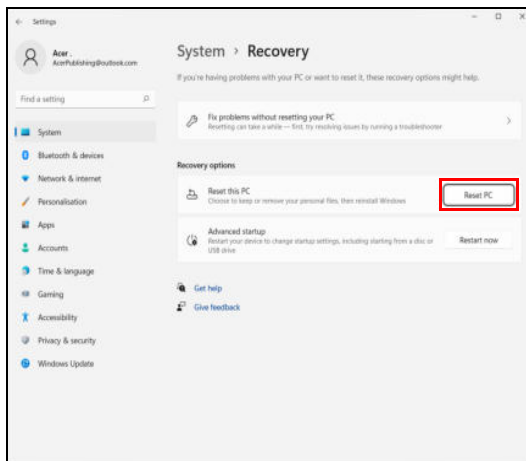 Settings
Acer .
AcerPublishing@outlook.com
Find a setting
System
Bluetooth & devices
Network & internet
Personalisation
Apps
Accounts
Time & language
Gaming
Accessibility
Privacy & security
Windows Update
System > Recovery
If you're having problems with your PC or want to reset it, these recovery options might help.
Fix problems without resetting your PC
Resetting can take a while — first, try resolving issues by running a troubleshooter
Recovery options
Reset this PC
Choose to keep or remove your personal files, then reinstall Windows
Reset PC
Advanced startup
Restart your device to change startup settings, including starting from a disc or
USB drive
Restart now
Get help
Give feedback